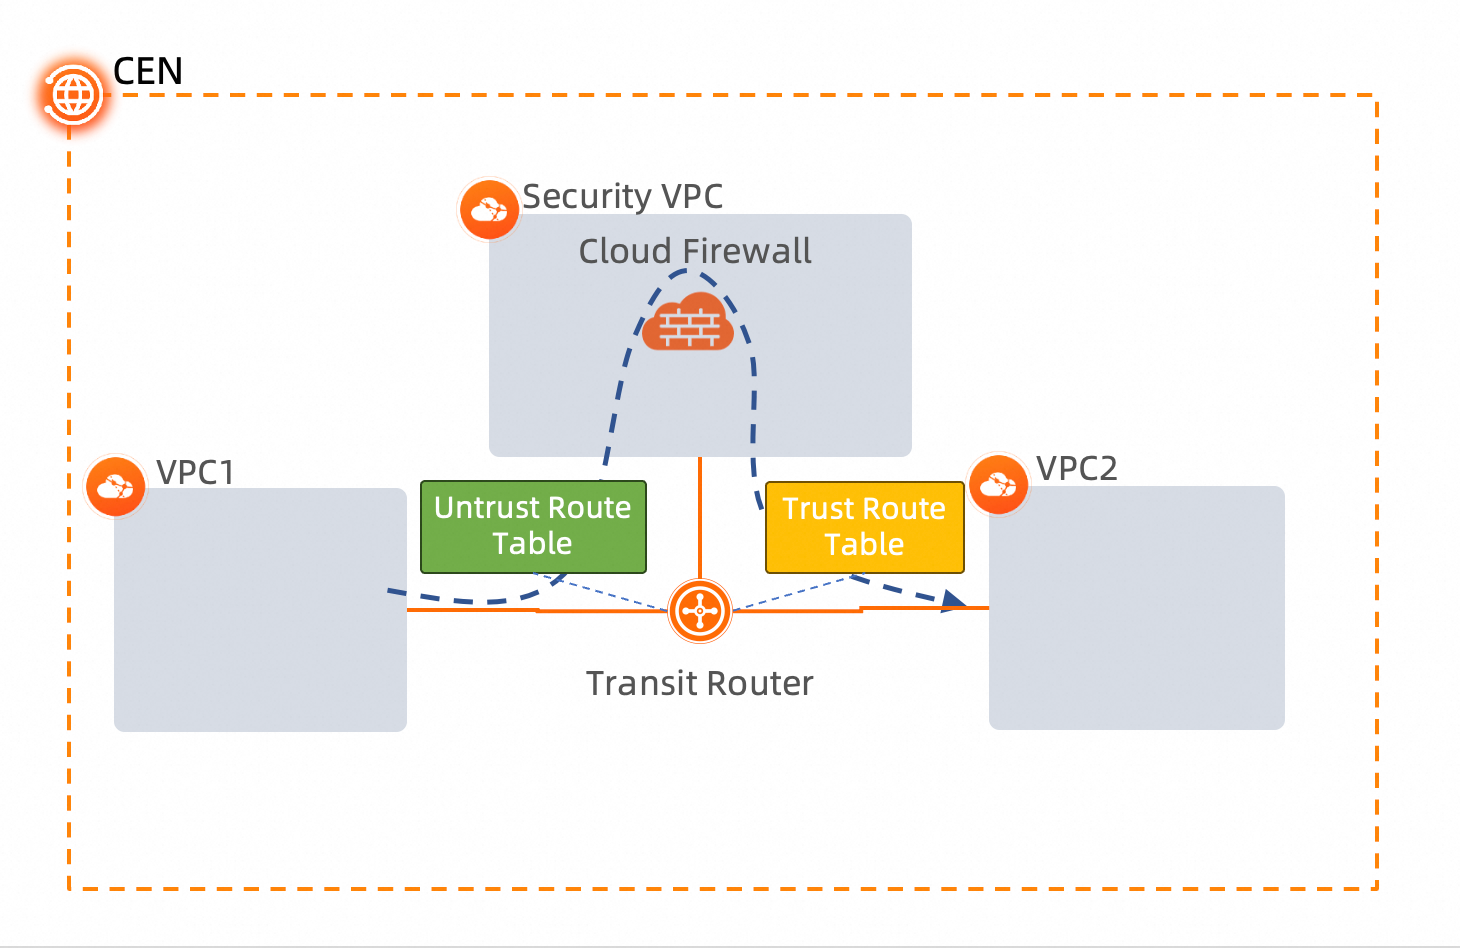 CEN
Security VPC
Cloud Firewall
VPC1
VPC2
Untrust Route
Table
Trust Route
Table
Transit Router